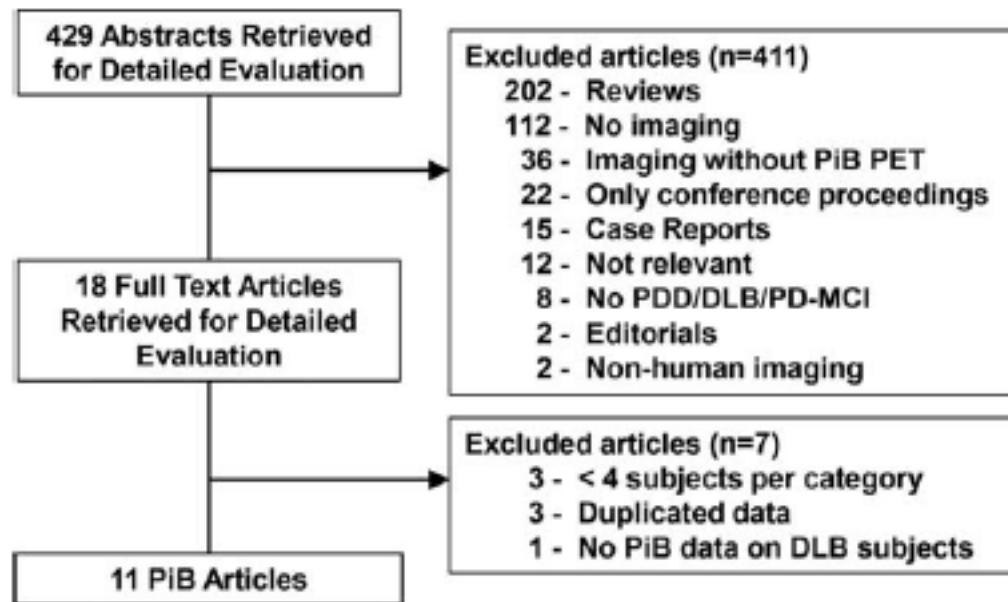 429 Abstracts Retrieved
for Detailed Evaluation
Excluded articles (n=411)
202 - Reviews
112 - No imaging
36 - Imaging without PiB PET
22 - Only conference proceedings
15 - Case Reports
12 - Not relevant
8 - No PDD/DLB/PD-MCI
2 - Editorials
2 - Non-human imaging
18 Full Text Articles
Retrieved for Detailed
Evaluation
Excluded articles (n=7)
3 - < 4 subjects per category
3 - Duplicated data
1 - No PiB data on DLB subjects
11 PiB Articles